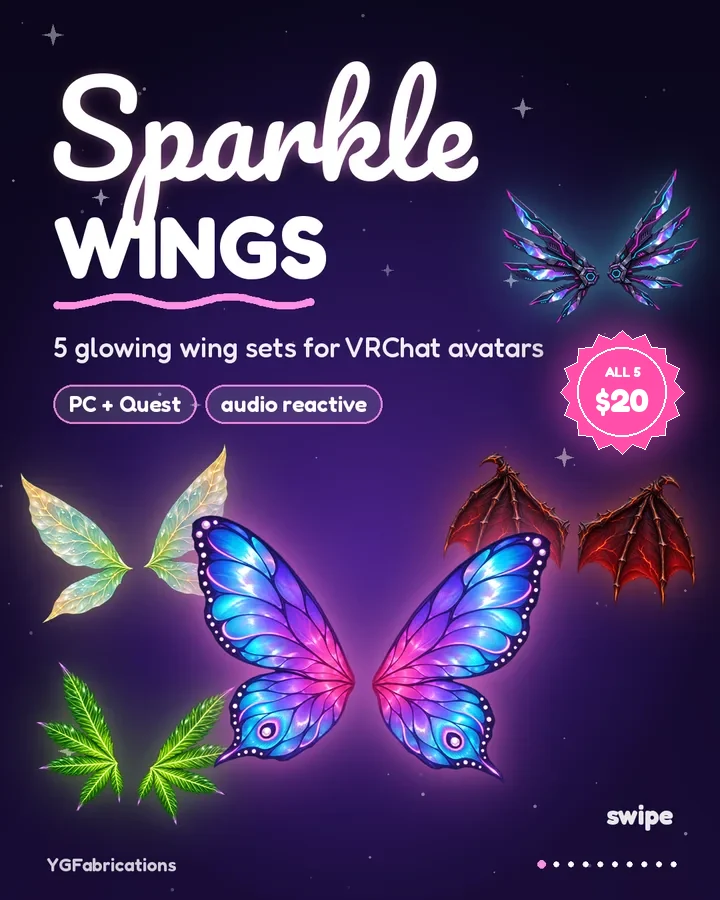 Sparkle
WINGS
5 glowing wing sets for VRChat avatars
PC + Quest
audio reactive
ALL 5
$20
swipe
YGFabrications